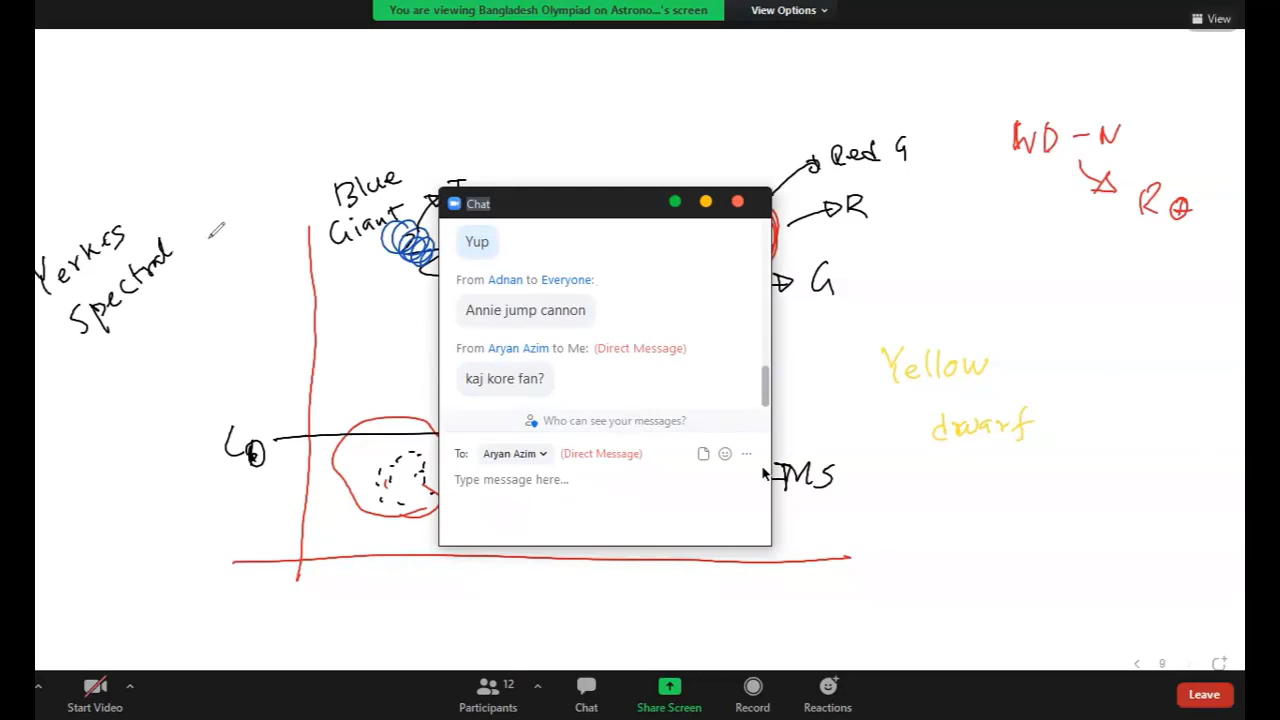 You are viewing Bangladesh Olympiad on Astrono...'s screen
View Options
View
Blue
Giant
I
Red G
R
G
WD - N
R⊕
Yerkes
Spectral
Yellow
dwarf
L⊙
MS
Chat
Yup
From Adnan to Everyone:
Annie jump cannon
From Aryan Azim to Me: (Direct Message)
kaj kore fan?
Who can see your messages?
To: Aryan Azim (Direct Message)
Type message here...
9
Start Video
12
Participants
Chat
Share Screen
Record
Reactions
Leave